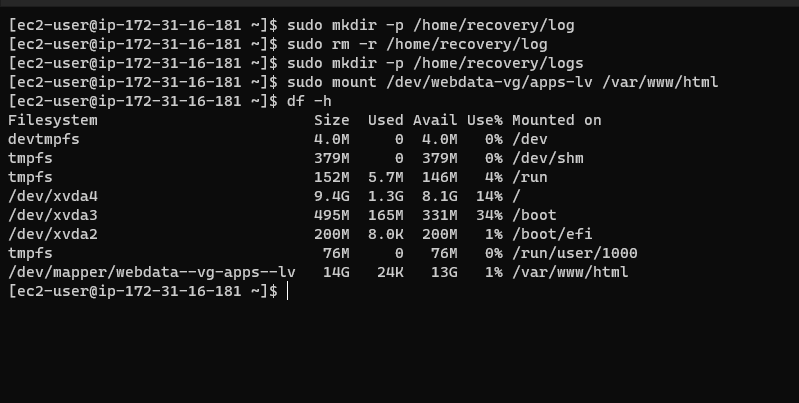 [ec2-user@ip-172-31-16-181 ~]$ sudo mkdir -p /home/recovery/log
[ec2-user@ip-172-31-16-181 ~]$ sudo rm -r /home/recovery/log
[ec2-user@ip-172-31-16-181 ~]$ sudo mkdir -p /home/recovery/logs
[ec2-user@ip-172-31-16-181 ~]$ sudo mount /dev/webdata-vg/apps-lv /var/www/html
[ec2-user@ip-172-31-16-181 ~]$ df -h
Filesystem                         Size  Used Avail Use% Mounted on
devtmpfs                           4.0M     0  4.0M   0% /dev
tmpfs                              379M     0  379M   0% /dev/shm
tmpfs                              152M  5.7M  146M   4% /run
/dev/xvda4                         9.4G  1.3G  8.1G  14% /
/dev/xvda3                         495M  165M  331M  34% /boot
/dev/xvda2                         200M  8.0K  200M   1% /boot/efi
tmpfs                               76M     0   76M   0% /run/user/1000
/dev/mapper/webdata--vg-apps--lv   14G   24K   13G   1% /var/www/html
[ec2-user@ip-172-31-16-181 ~]$